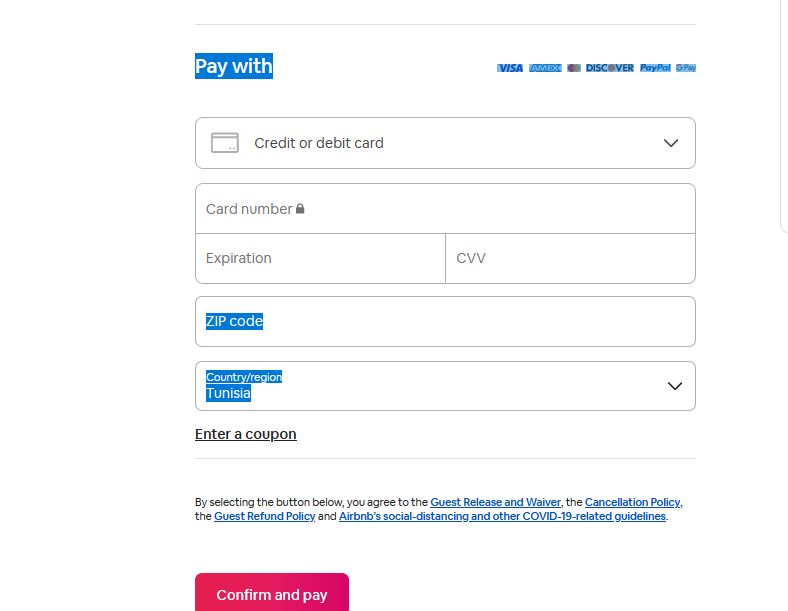 Pay with
VISA AMEX DISCOVER PayPal G Pay
Credit or debit card
Card number
Expiration
CVV
ZIP code
Country/region
Tunisia
Enter a coupon
By selecting the button below, you agree to the Guest Release and Waiver, the Cancellation Policy,
the Guest Refund Policy and Airbnb's social-distancing and other COVID-19-related guidelines.
Confirm and pay